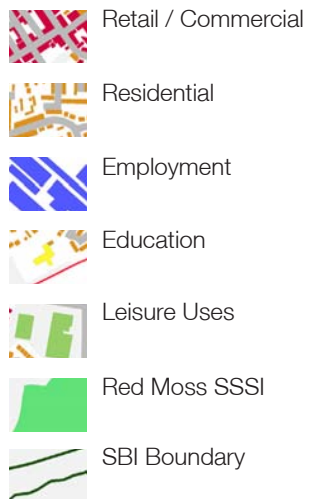 Retail / Commercial
Residential
Employment
Education
Leisure Uses
Red Moss SSSI
SBI Boundary